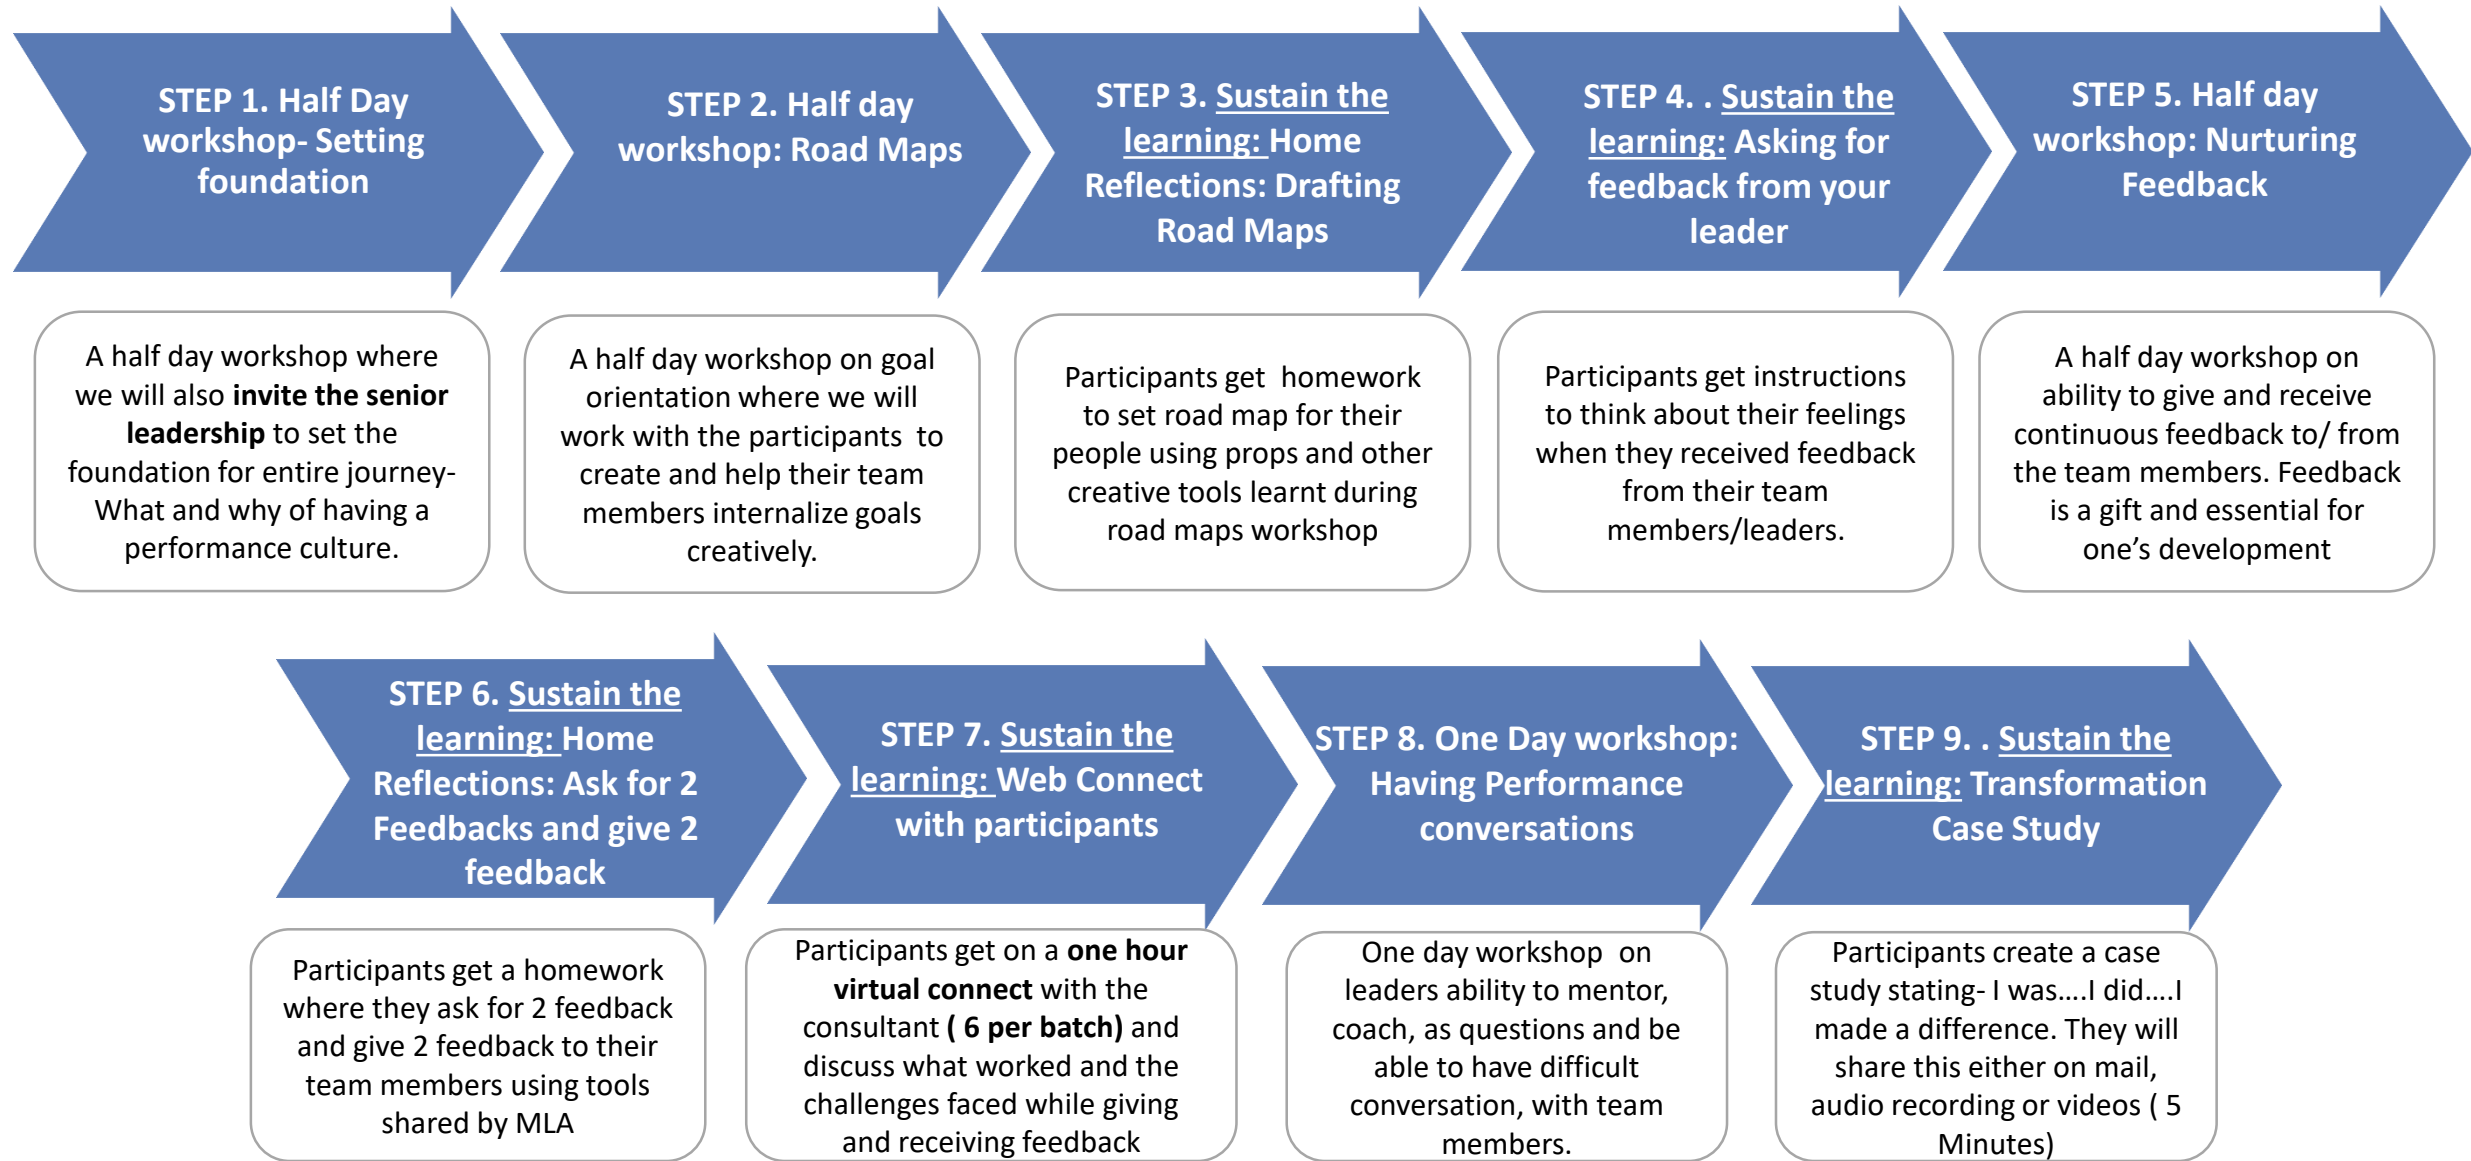 STEP 1. Half Day
workshop- Setting
foundation
STEP 2. Half day
workshop: Road Maps
STEP 3. Sustain the
learning: Home
Reflections: Drafting
Road Maps
STEP 4. . Sustain the
learning: Asking for
feedback from your
leader
STEP 5. Half day
workshop: Nurturing
Feedback
A half day workshop where
we will also invite the senior
leadership to set the
foundation for entire journey-
What and why of having a
performance culture.
A half day workshop on goal
orientation where we will
work with the participants  to
create and help their team
members internalize goals
creatively.
Participants get  homework
to set road map for their
people using props and other
creative tools learnt during
road maps workshop
Participants get instructions
to think about their feelings
when they received feedback
from their team
members/leaders.
A half day workshop on
ability to give and receive
continuous feedback to/ from
the team members. Feedback
is a gift and essential for
one’s development
STEP 6. Sustain the
learning: Home
Reflections: Ask for 2
Feedbacks and give 2
feedback
STEP 7. Sustain the
learning: Web Connect
with participants
STEP 8. One Day workshop:
Having Performance
conversations
STEP 9. . Sustain the
learning: Transformation
Case Study
Participants get a homework
where they ask for 2 feedback
and give 2 feedback to their
team members using tools
shared by MLA
Participants get on a one hour
virtual connect with the
consultant ( 6 per batch) and
discuss what worked and the
challenges faced while giving
and receiving feedback
One day workshop  on
leaders ability to mentor,
coach, as questions and be
able to have difficult
conversation, with team
members.
Participants create a case
study stating- I was....I did....I
made a difference. They will
share this either on mail,
audio recording or videos ( 5
Minutes)